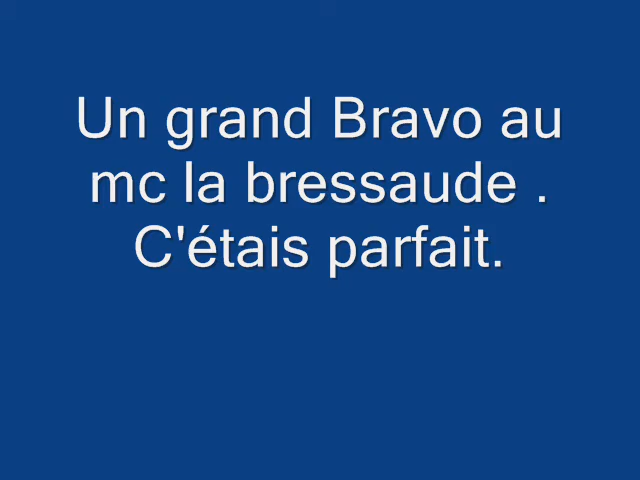 Un grand Bravo au
mc la bressaude .
C'étais parfait.